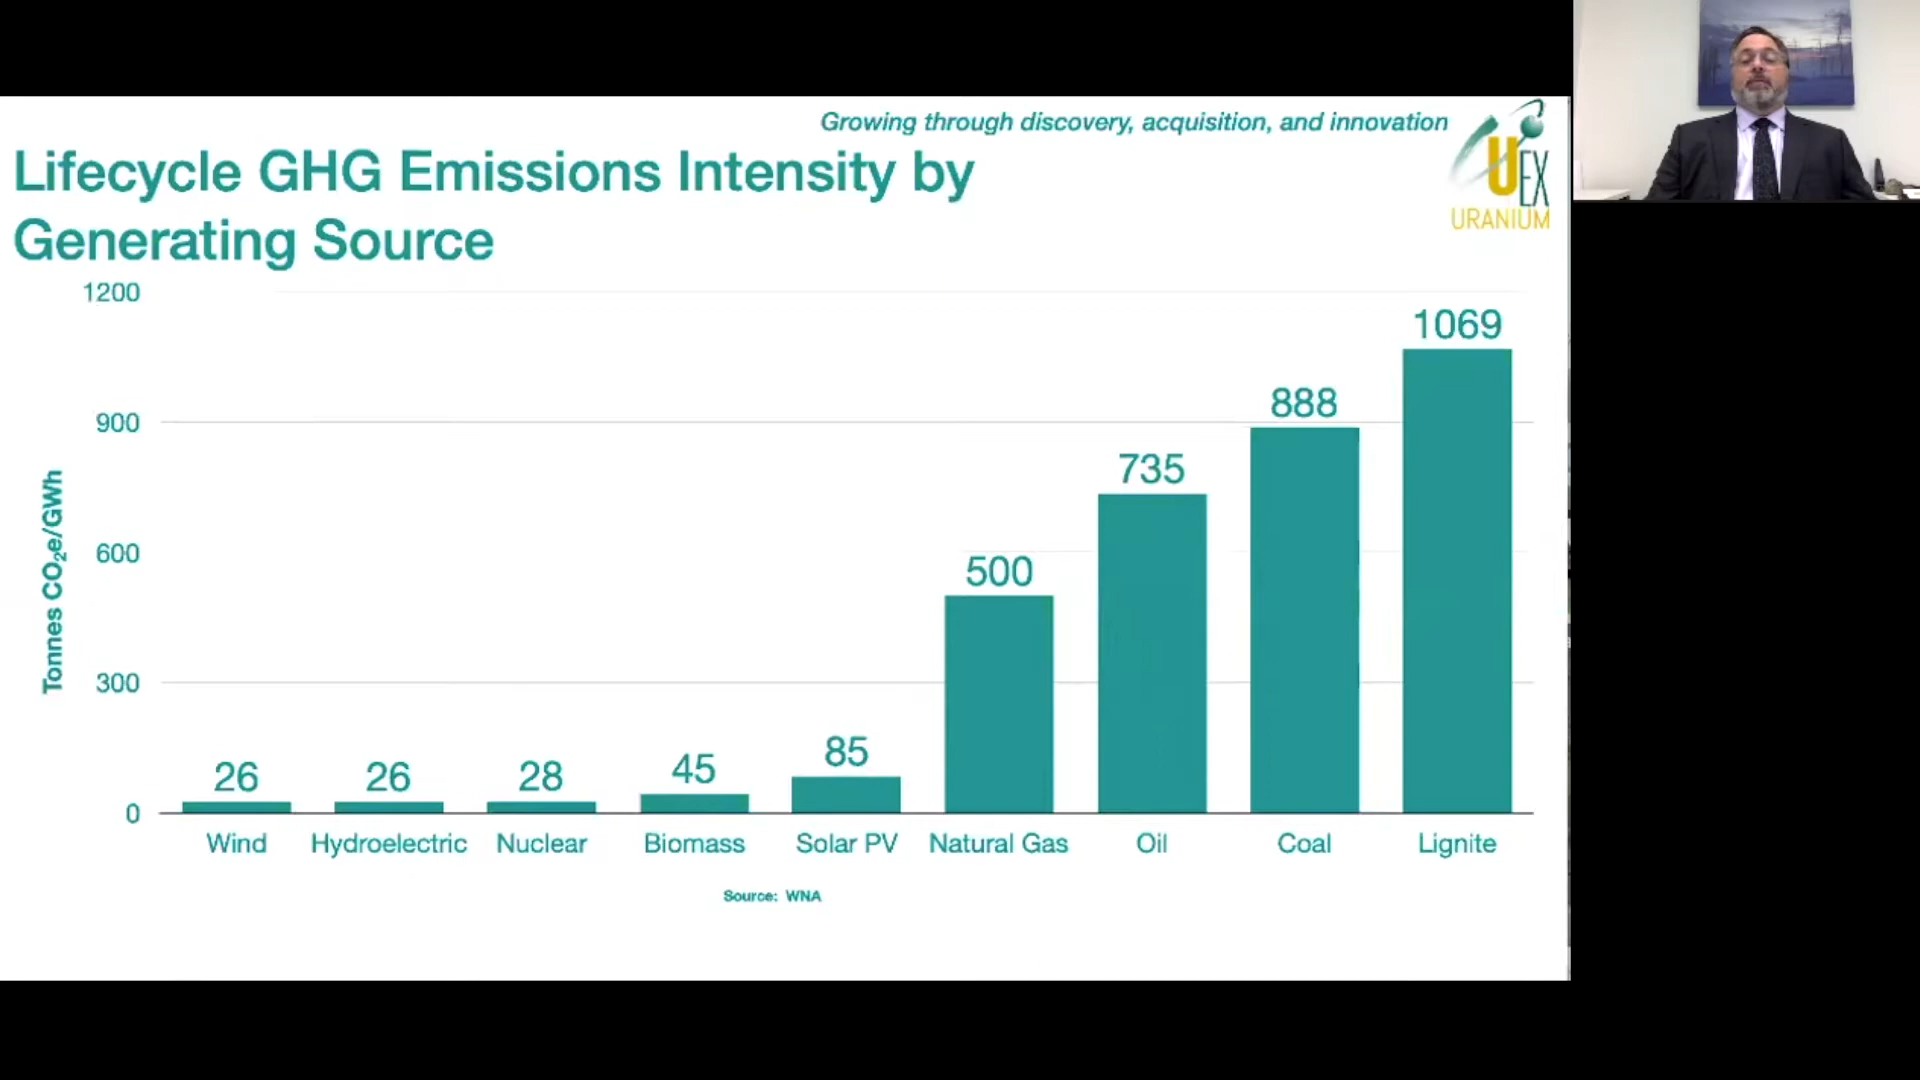 Growing through discovery, acquisition, and innovation
UEX
URANIUM
Lifecycle GHG Emissions Intensity by
Generating Source
1200
900
600
300
0
Tonnes CO₂e/GWh
26
26
28
45
85
500
735
888
1069
Wind
Hydroelectric
Nuclear
Biomass
Solar PV
Natural Gas
Oil
Coal
Lignite
Source: WNA